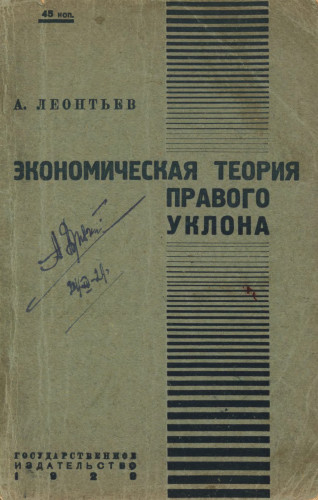 45 коп.
А. ЛЕОНТЬЕВ
ЭКОНОМИЧЕСКАЯ ТЕОРИЯ
ПРАВОГО
УКЛОНА
ГОСУДАРСТВЕННОЕ
ИЗДАТЕЛЬСТВО
1929